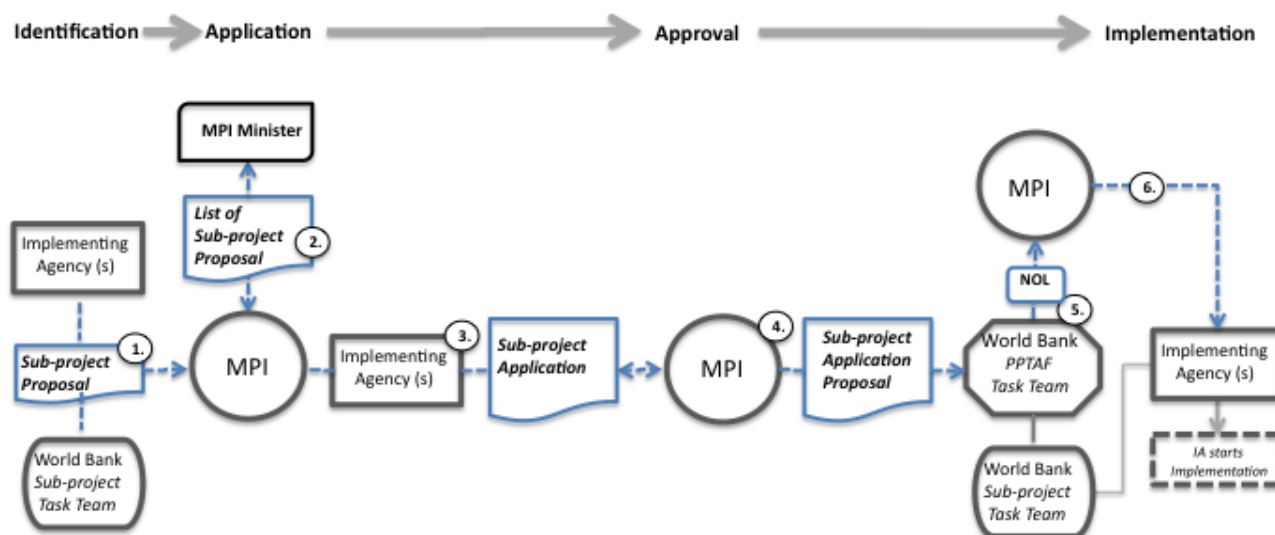 Identification
Application
Approval
Implementation
MPI Minister
List of
Sub-project
Proposal
2.
Implementing
Agency (s)
1.
Sub-project
Proposal
World Bank
Sub-project
Task Team
MPI
3.
Implementing
Agency (s)
Sub-project
Application
4.
MPI
Sub-project
Application
Proposal
MPI
6.
NOL
5.
World Bank
PPTAF
Task Team
World Bank
Sub-project
Task Team
Implementing
Agency (s)
IA starts
Implementation